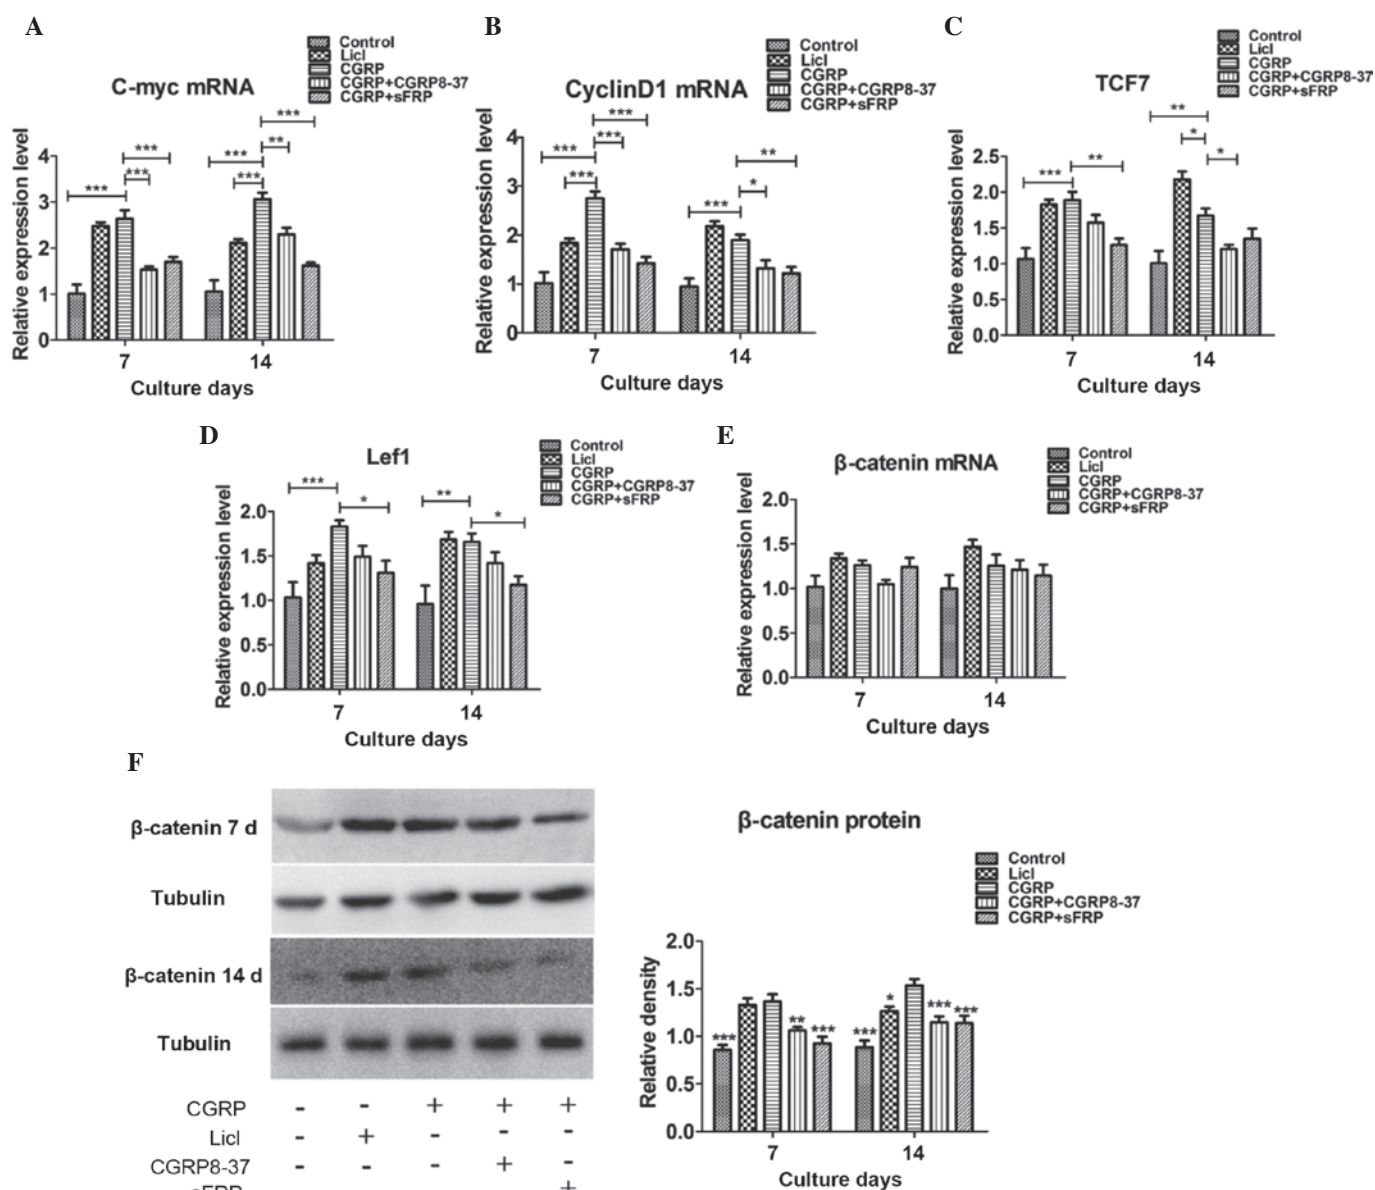 A
C-myc mRNA
Control
Licl
CGRP
CGRP+CGRP8-37
CGRP+sFRP
Relative expression level
4
3
2
1
0
***
***
***
***
***
**
***
7
14
Culture days
B
CyclinD1 mRNA
Control
Licl
CGRP
CGRP+CGRP8-37
CGRP+sFRP
Relative expression level
4
3
2
1
0
***
***
***
***
***
*
**
7
14
Culture days
C
TCF7
Control
Licl
CGRP
CGRP+CGRP8-37
CGRP+sFRP
Relative expression level
2.5
2.0
1.5
1.0
0.5
0.0
***
**
**
*
*
7
14
Culture days
D
Lef1
Control
Licl
CGRP
CGRP+CGRP8-37
CGRP+sFRP
Relative expression level
2.0
1.5
1.0
0.5
0.0
***
*
**
*
7
14
Culture days
E
β-catenin mRNA
Control
Licl
CGRP
CGRP+CGRP8-37
CGRP+sFRP
Relative expression level
2.0
1.5
1.0
0.5
0.0
7
14
Culture days
F
β-catenin 7 d
Tubulin
β-catenin 14 d
Tubulin
CGRP - - + + +
Licl - + - - -
CGRP8-37 - - - + -
β-catenin protein
Control
Licl
CGRP
CGRP+CGRP8-37
CGRP+sFRP
Relative density
2.0
1.5
1.0
0.5
0.0
***
**
***
***
*
***
***
7
14
Culture days